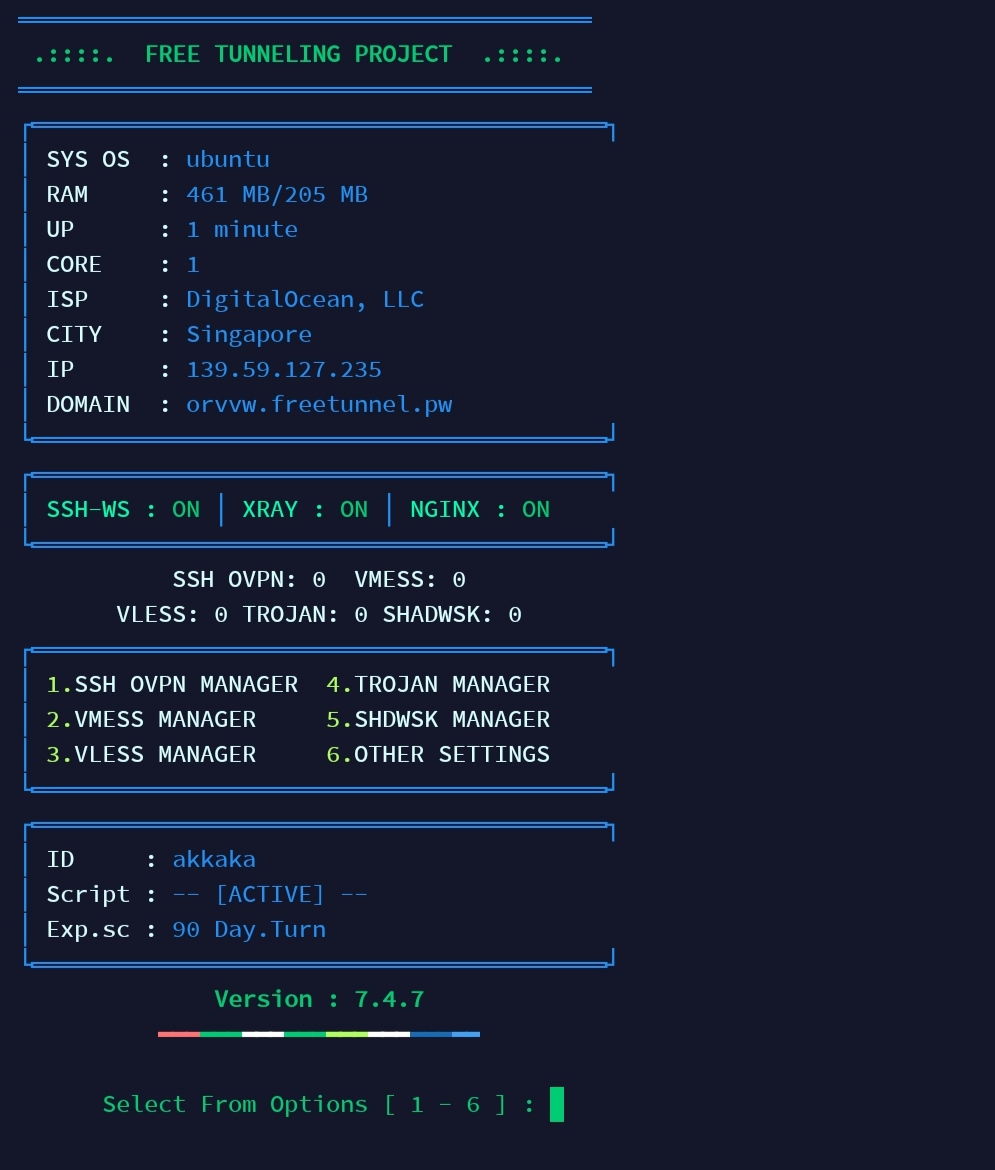 .::::. FREE TUNNELING PROJECT .::::.
SYS OS : ubuntu
RAM : 461 MB/205 MB
UP : 1 minute
CORE : 1
ISP : DigitalOcean, LLC
CITY : Singapore
IP : 139.59.127.235
DOMAIN : orvvw.freetunnel.pw
SSH-WS : ON │ XRAY : ON │ NGINX : ON
SSH OVPN: 0 VMESS: 0
VLESS: 0 TROJAN: 0 SHADWSK: 0
1.SSH OVPN MANAGER 4.TROJAN MANAGER
2.VMESS MANAGER 5.SHDWSK MANAGER
3.VLESS MANAGER 6.OTHER SETTINGS
ID : akkaka
Script : -- [ACTIVE] --
Exp.sc : 90 Day.Turn
Version : 7.4.7
Select From Options [ 1 - 6 ] :